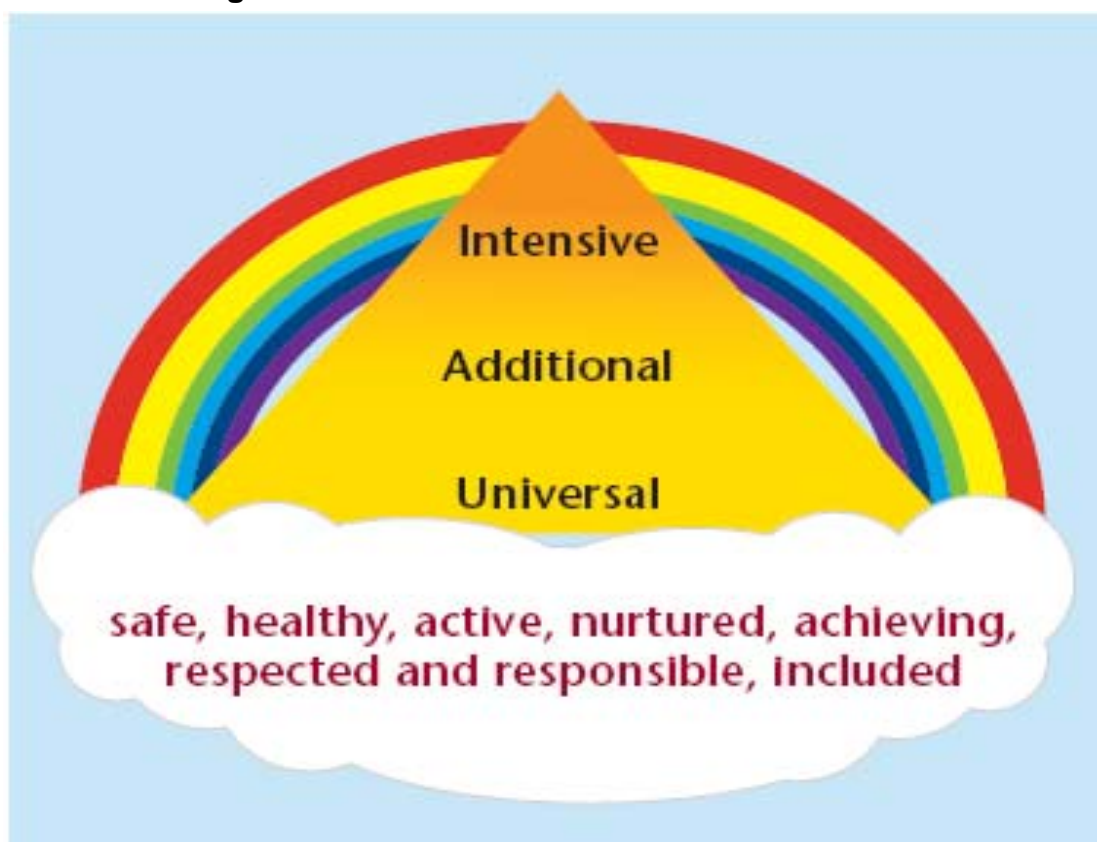 Intensive
Additional
Universal
safe, healthy, active, nurtured, achieving,
respected and responsible, included